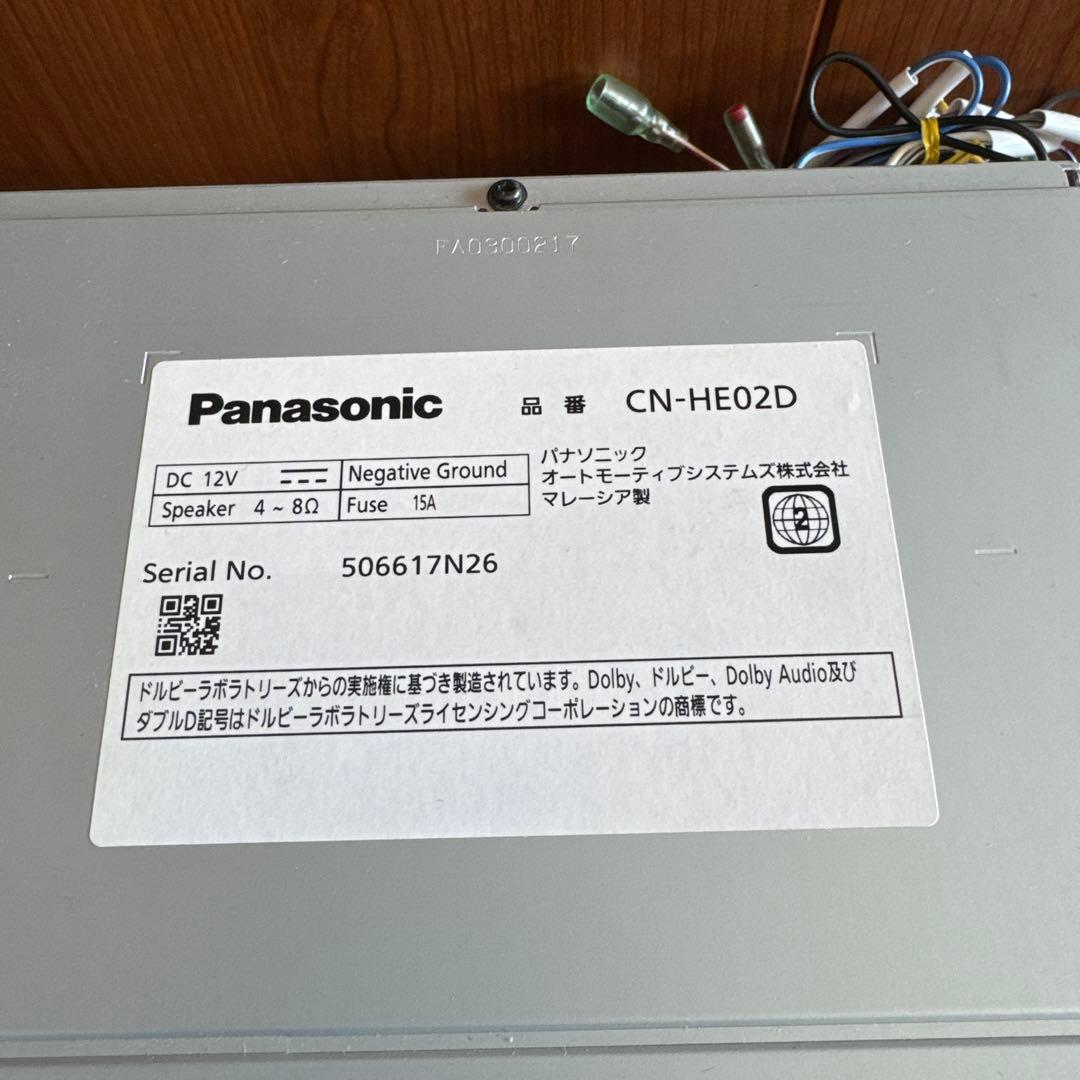 FA0300217
Panasonic 品番 CN-HE02D
DC 12V Negative Ground
Speaker 4 ~ 8Ω Fuse 15A
パナソニック
オートモーティブシステムズ株式会社
マレーシア製
2
Serial No. 506617N26
ドルビーラボラトリーズからの実施権に基づき製造されています。Dolby、ドルビー、Dolby Audio及び
ダブルD記号はドルビーラボラトリーズライセンシングコーポレーションの商標です。